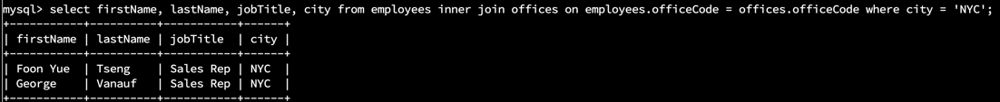 mysql> select firstName, lastName, jobTitle, city from employees inner join offices on employees.officeCode = offices.officeCode where city = 'NYC';
+-----------+----------+-----------+------+
| firstName | lastName | jobTitle  | city |
+-----------+----------+-----------+------+
| Foon Yue  | Tseng    | Sales Rep | NYC  |
| George    | Vanauf   | Sales Rep | NYC  |
+-----------+----------+-----------+------+